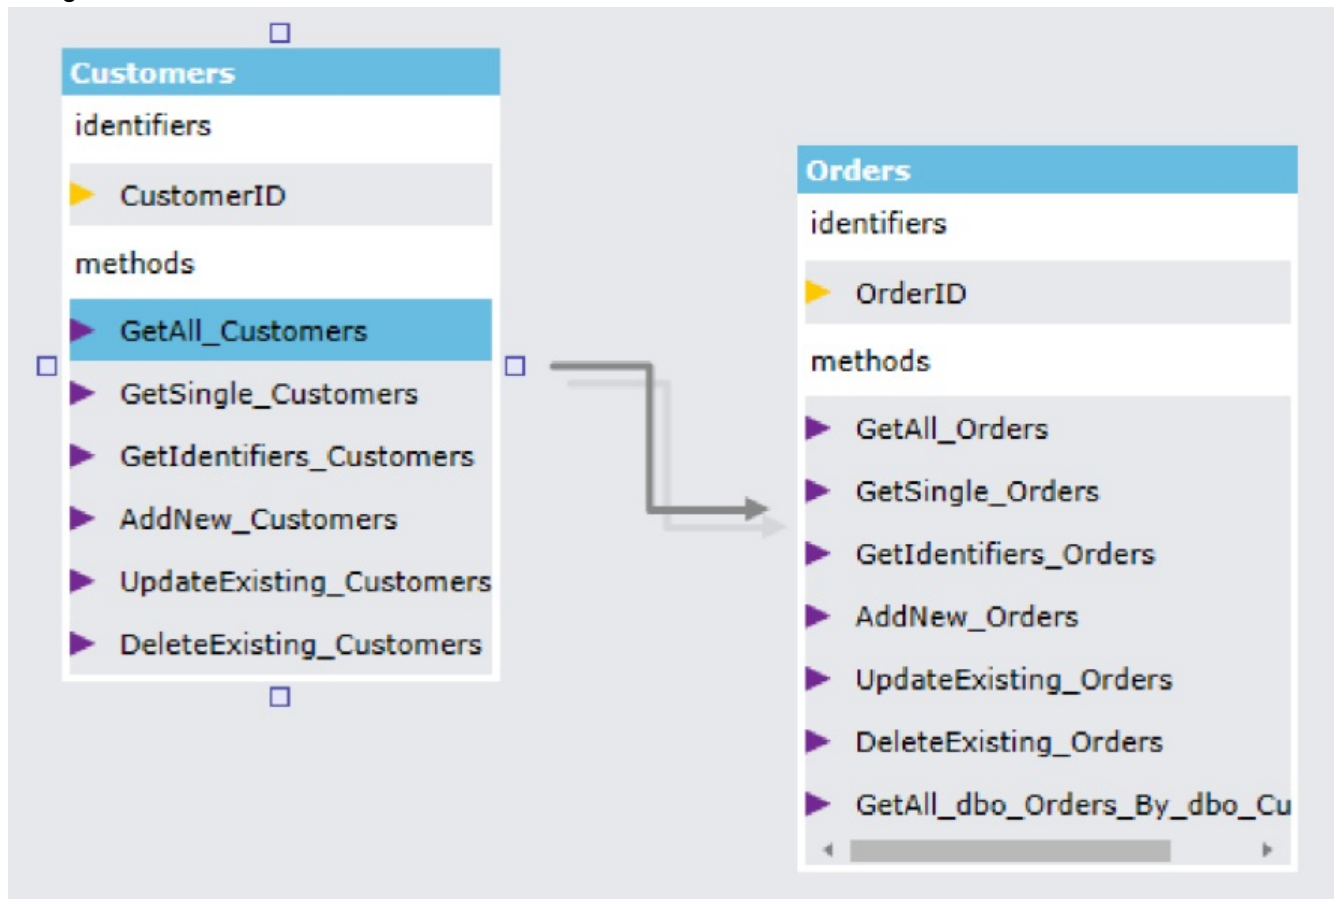 Customers
identifiers
CustomerID
methods
GetAll_Customers
GetSingle_Customers
GetIdentifiers_Customers
AddNew_Customers
UpdateExisting_Customers
DeleteExisting_Customers
Orders
identifiers
OrderID
methods
GetAll_Orders
GetSingle_Orders
GetIdentifiers_Orders
AddNew_Orders
UpdateExisting_Orders
DeleteExisting_Orders
GetAll_dbo_Orders_By_dbo_Cu